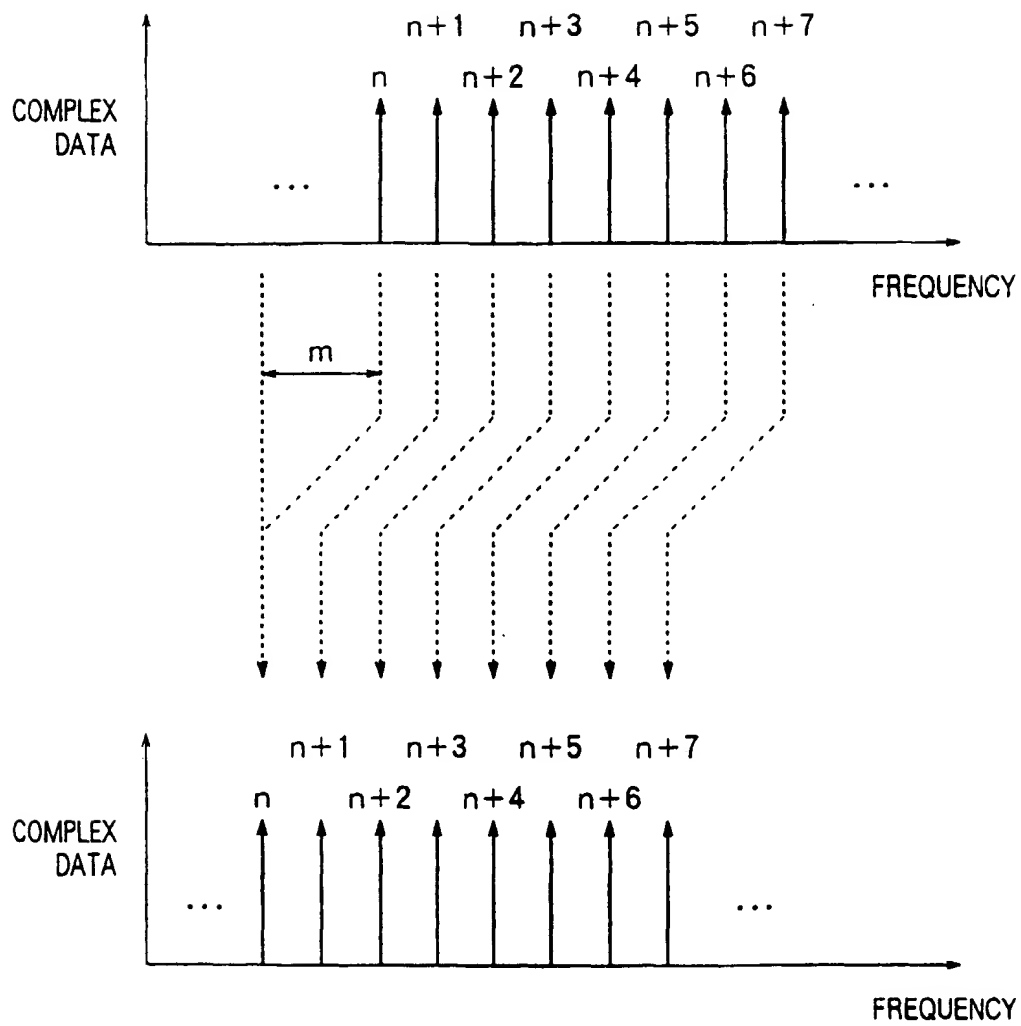 n+1 n+3 n+5 n+7
n n+2 n+4 n+6
COMPLEX
DATA
... ...
FREQUENCY
m
n+1 n+3 n+5 n+7
n n+2 n+4 n+6
COMPLEX
DATA
... ...
FREQUENCY